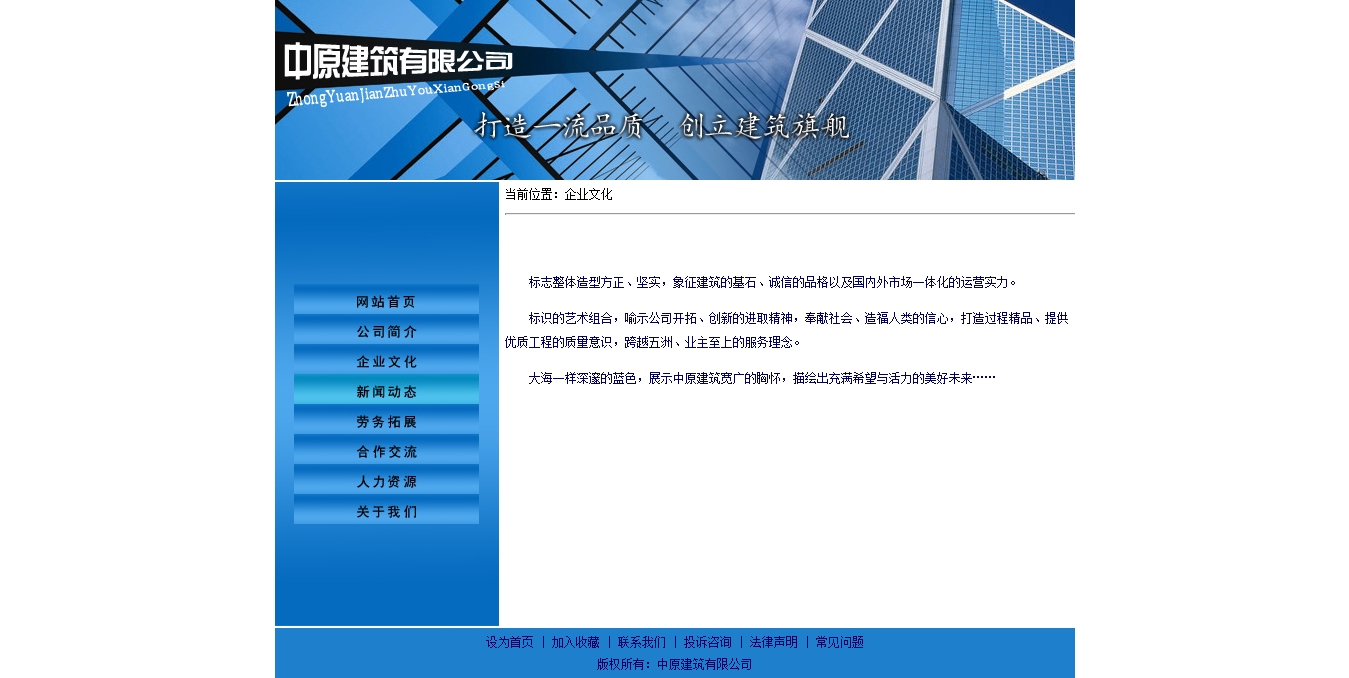 中原建筑有限公司
ZhongYuanJianZhuYouXianGongSi
打造一流品质 创立建筑旗舰
当前位置：企业文化
标志整体造型方正、坚实，象征建筑的基石、诚信的品格以及国内外市场一体化的运营实力。
标识的艺术组合，喻示公司开拓、创新的进取精神，奉献社会、造福人类的信心，打造过程精品、提供
优质工程的质量意识，跨越五洲、业主至上的服务理念。
大海一样深邃的蓝色，展示中原建筑宽广的胸怀，描绘出充满希望与活力的美好未来……
网站首页
公司简介
企业文化
新闻动态
劳务拓展
合作交流
人力资源
关于我们
设为首页 | 加入收藏 | 联系我们 | 投诉咨询 | 法律声明 | 常见问题
版权所有：中原建筑有限公司